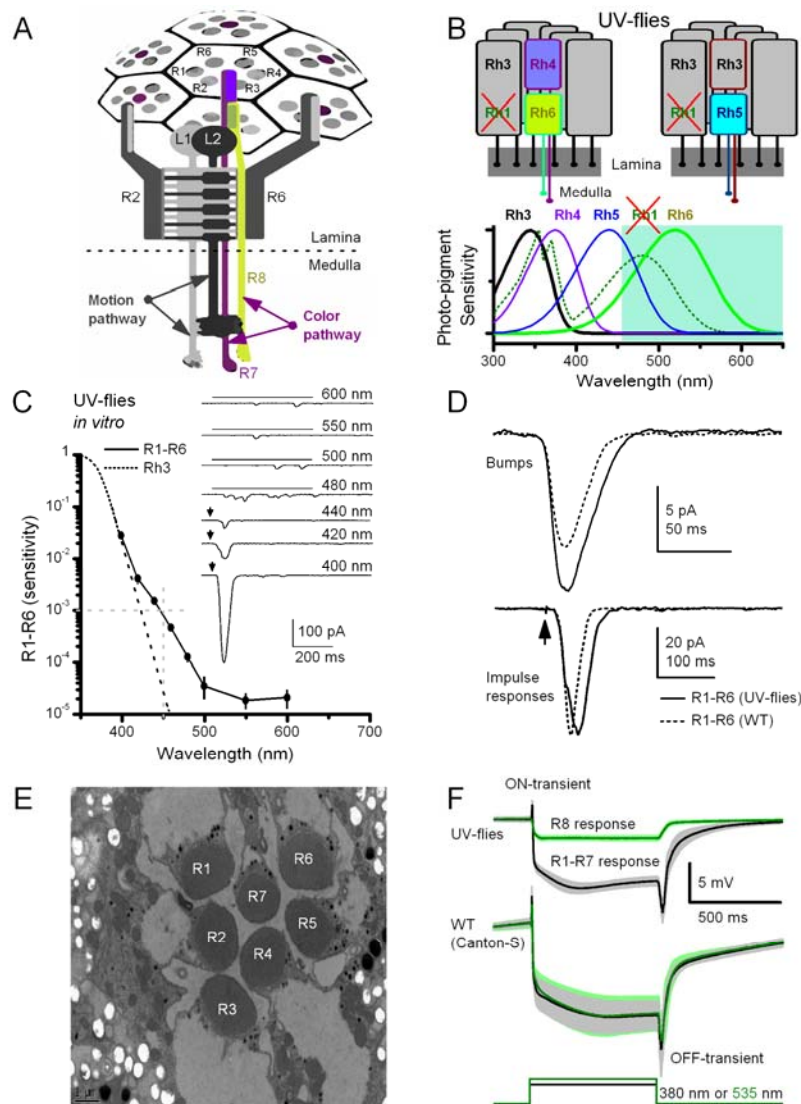 A
R6
R5
R1
R4
R2
R3
L1
L2
R2
R6
Lamina
Medulla
R8
Motion
pathway
Color
pathway
R7
B
UV-flies
Rh3
Rh4
Rh1
Rh6
Rh3
Rh3
Rh1
Rh5
Lamina
Medulla
Rh3 Rh4 Rh5 Rh1 Rh6
Photo-pigment
Sensitivity
300 400 500 600
Wavelength (nm)
C
UV-flies
in vitro
R1-R6
Rh3
600 nm
550 nm
500 nm
480 nm
440 nm
420 nm
400 nm
100 pA
200 ms
R1-R6 (sensitivity)
1
10-1
10-2
10-3
10-4
10-5
400 500 600 700
Wavelength (nm)
D
Bumps
5 pA
50 ms
Impulse
responses
20 pA
100 ms
R1-R6 (UV-flies)
R1-R6 (WT)
E
R1
R6
R7
R2
R5
R4
R3
F
ON-transient
UV-flies
R8 response
R1-R7 response
5 mV
500 ms
WT
(Canton-S)
OFF-transient
380 nm or 535 nm